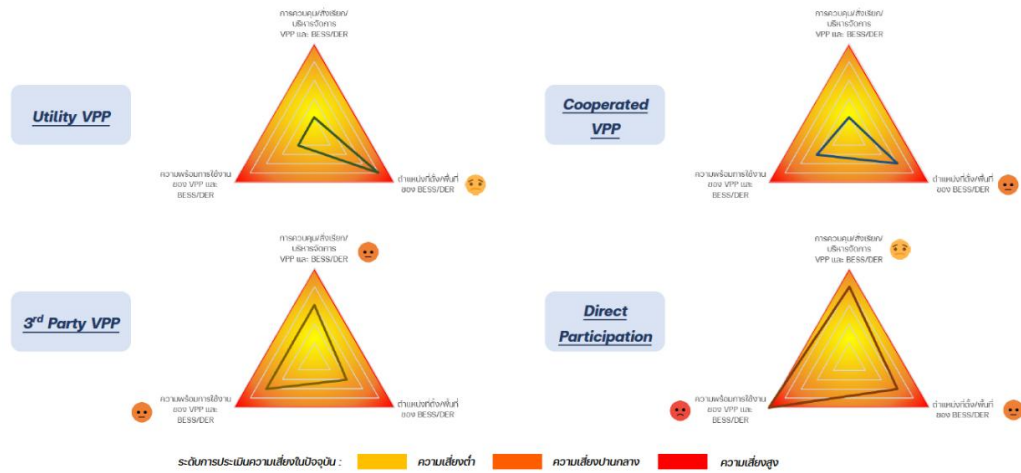 การควบคุม/สั่งเรียก/
บริหารจัดการ
VPP และ BESS/DER
การควบคุม/สั่งเรียก/
บริหารจัดการ
VPP และ BESS/DER
Utility VPP
Cooperated
VPP
ความพร้อมการใช้งาน
ของ VPP และ
BESS/DER
ตำแหน่งที่ตั้ง/พื้นที่
ของ BESS/DER
ความพร้อมการใช้งาน
ของ VPP และ
BESS/DER
ตำแหน่งที่ตั้ง/พื้นที่
ของ BESS/DER
การควบคุม/สั่งเรียก/
บริหารจัดการ
VPP และ BESS/DER
การควบคุม/สั่งเรียก/
บริหารจัดการ
VPP และ BESS/DER
3rd Party VPP
Direct
Participation
ความพร้อมการใช้งาน
ของ VPP และ
BESS/DER
ตำแหน่งที่ตั้ง/พื้นที่
ของ BESS/DER
ความพร้อมการใช้งาน
ของ VPP และ
BESS/DER
ตำแหน่งที่ตั้ง/พื้นที่
ของ BESS/DER
ระดับการประเมินความเสี่ยงในปัจจุบัน : ความเสี่ยงต่ำ ความเสี่ยงปานกลาง ความเสี่ยงสูง